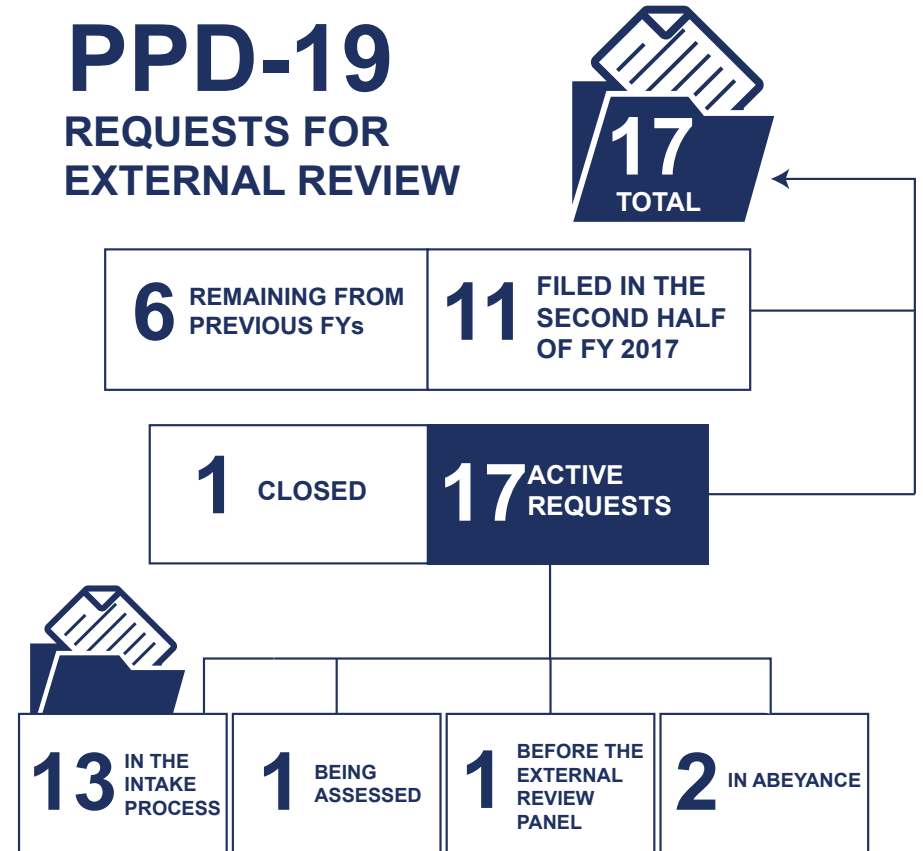 PPD-19
REQUESTS FOR
EXTERNAL REVIEW
17
TOTAL
6
REMAINING FROM
PREVIOUS FYs
11
FILED IN THE
SECOND HALF
OF FY 2017
1
CLOSED
17
ACTIVE
REQUESTS
13
IN THE
INTAKE
PROCESS
1
BEING
ASSESSED
1
BEFORE THE
EXTERNAL
REVIEW
PANEL
2
IN ABEYANCE